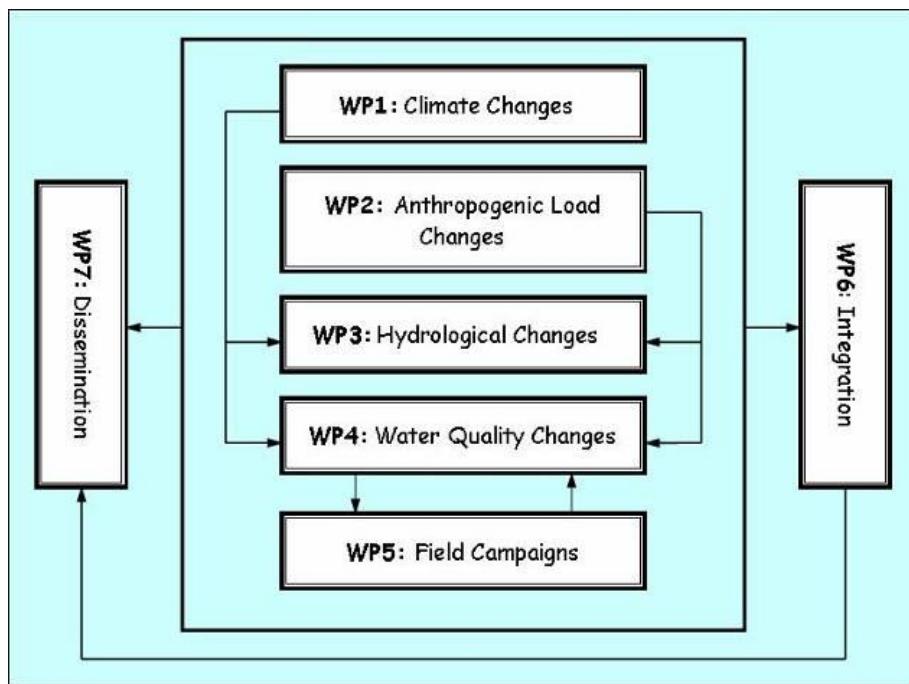 WP1: Climate Changes
WP2: Anthropogenic Load
Changes
WP3: Hydrological Changes
WP4: Water Quality Changes
WP5: Field Campaigns
WP7: Dissemination
WP6: Integration